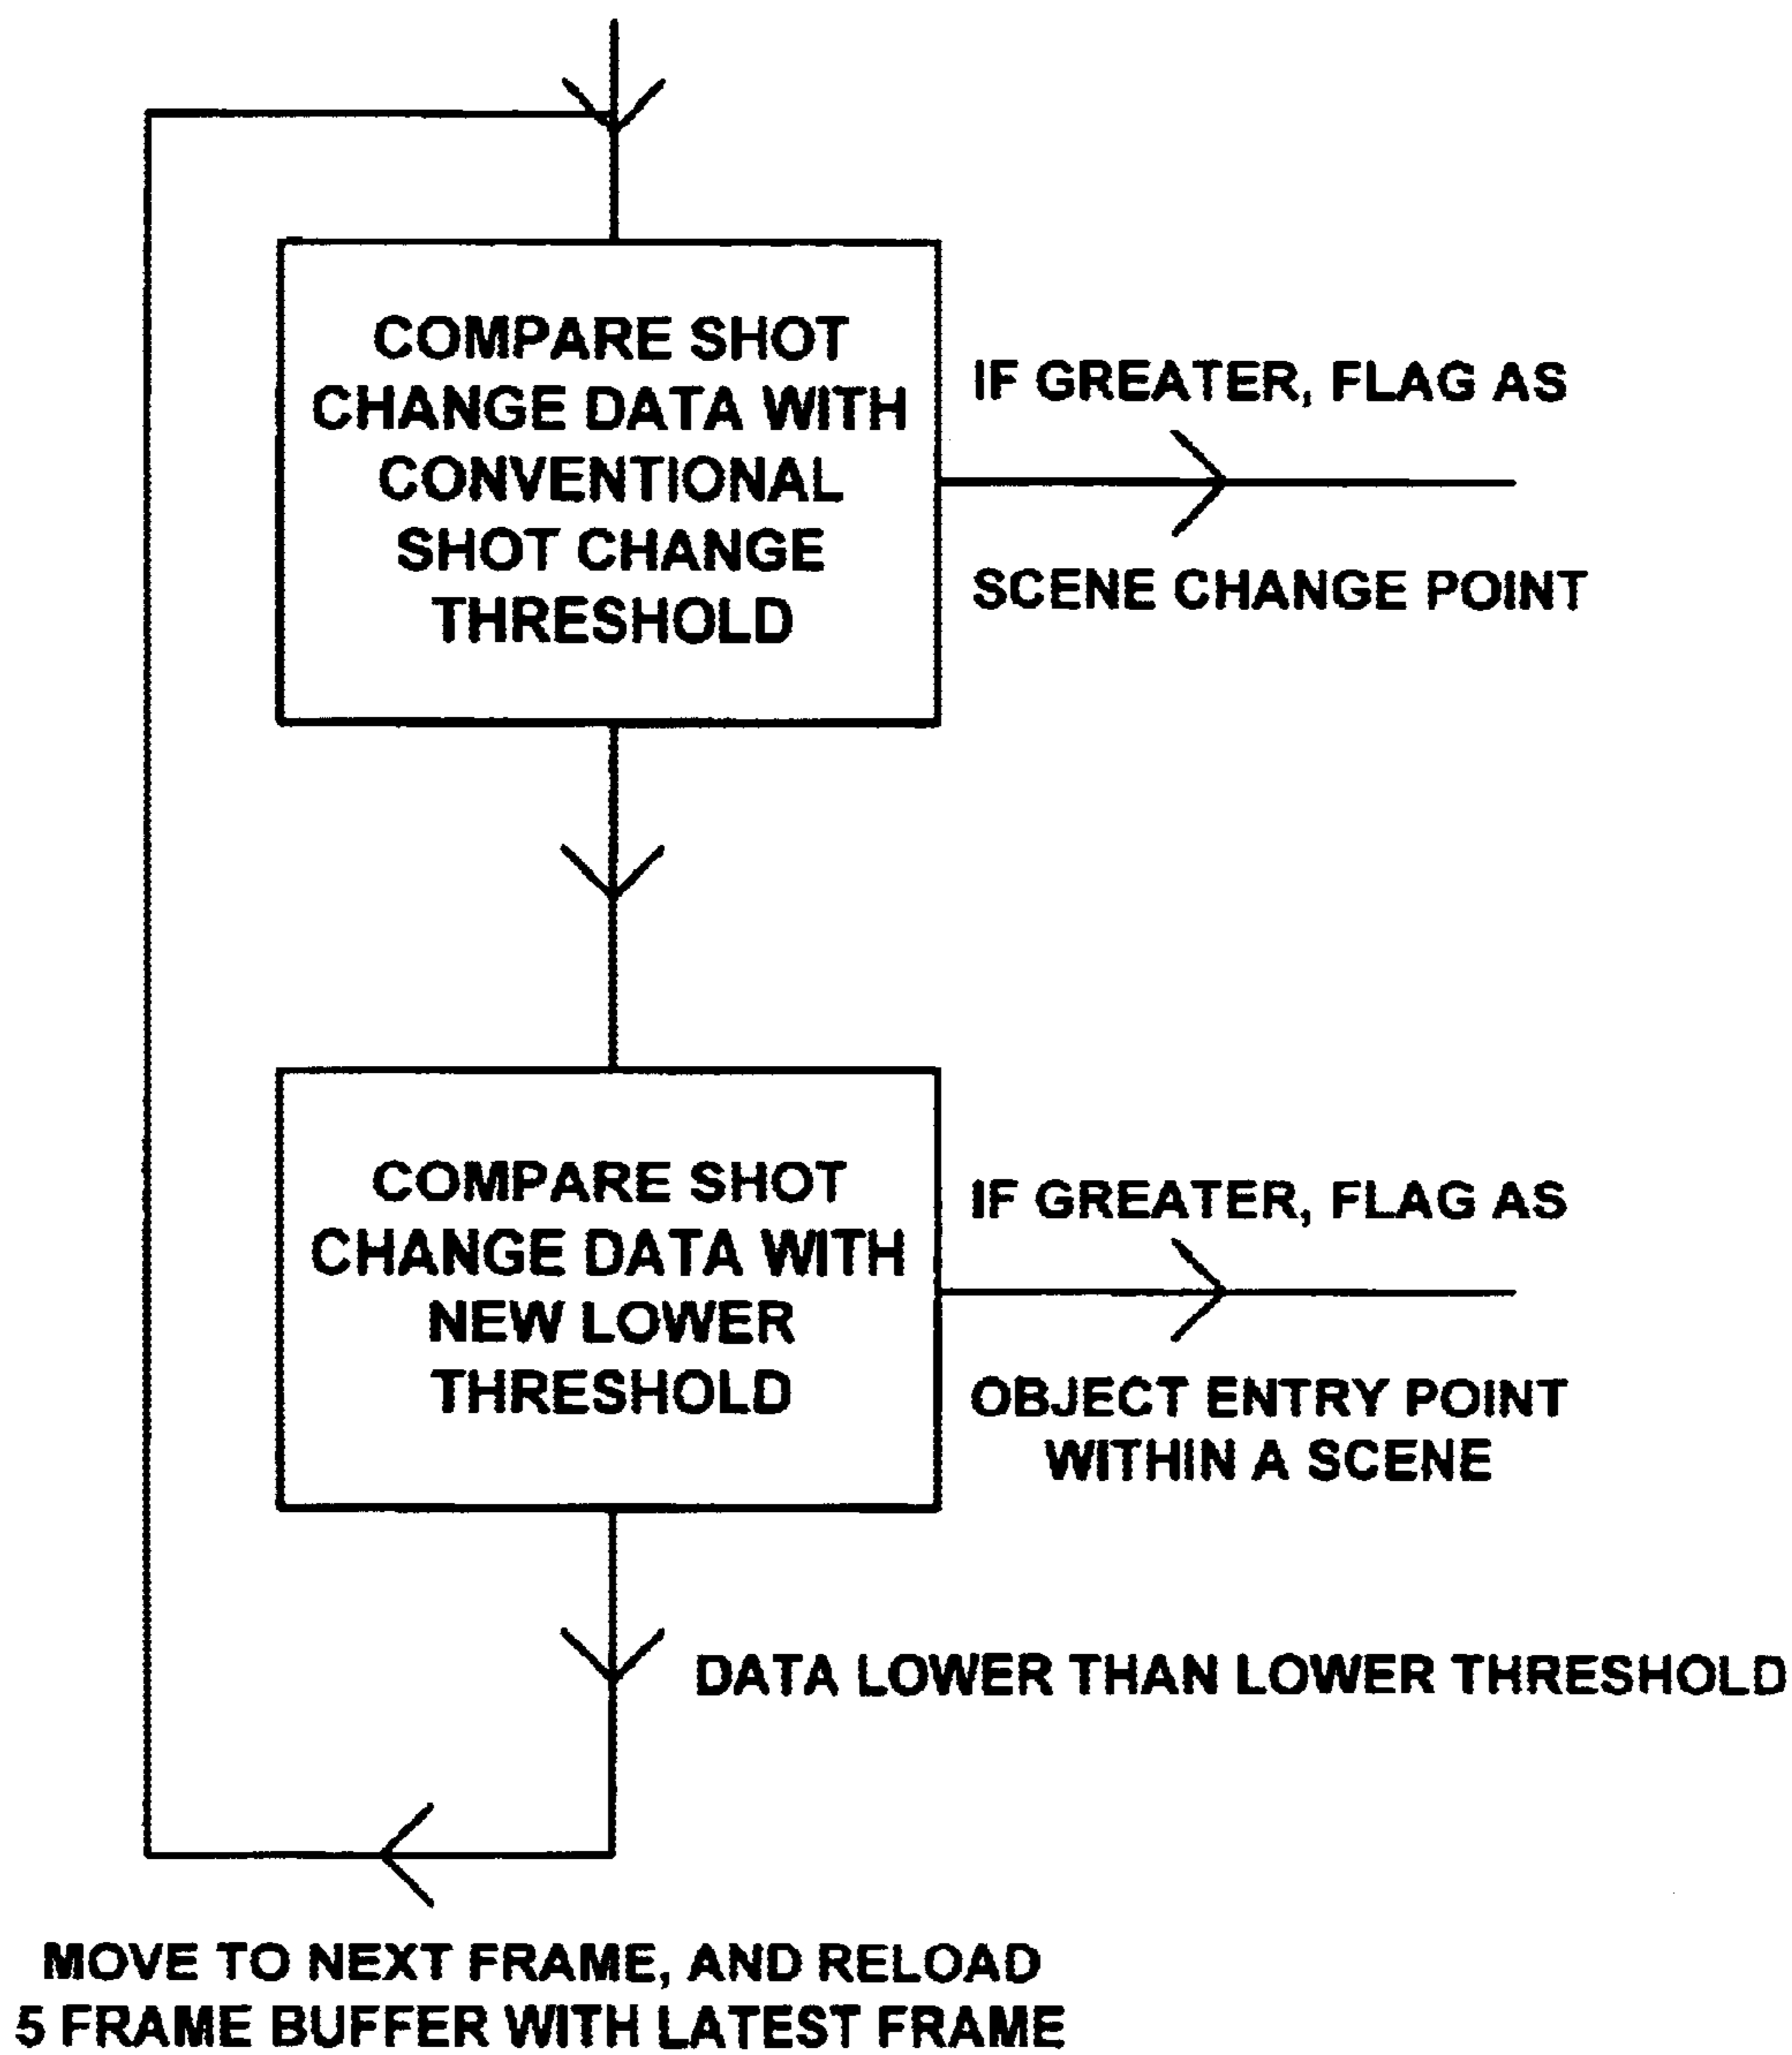 COMPARE SHOT
CHANGE DATA WITH
CONVENTIONAL
SHOT CHANGE
THRESHOLD
IF GREATER, FLAG AS
SCENE CHANGE POINT
COMPARE SHOT
CHANGE DATA WITH
NEW LOWER
THRESHOLD
IF GREATER, FLAG AS
OBJECT ENTRY POINT
WITHIN A SCENE
DATA LOWER THAN LOWER THRESHOLD
MOVE TO NEXT FRAME, AND RELOAD
5 FRAME BUFFER WITH LATEST FRAME